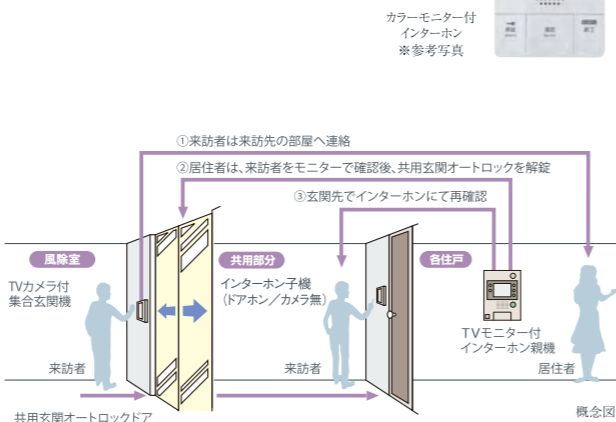 カラーモニター付
インターホン
※参考写真
①来訪者は来訪先の部屋へ連絡
②居住者は、来訪者をモニターで確認後、共用玄関オートロックを解錠
③玄関先でインターホンにて再確認
風除室
TVカメラ付
集合玄関機
共用部分
インターホン子機
（ドアホン／カメラ無）
各住戸
TVモニター付
インターホン親機
来訪者
来訪者
居住者
共用玄関オートロックドア
概念図